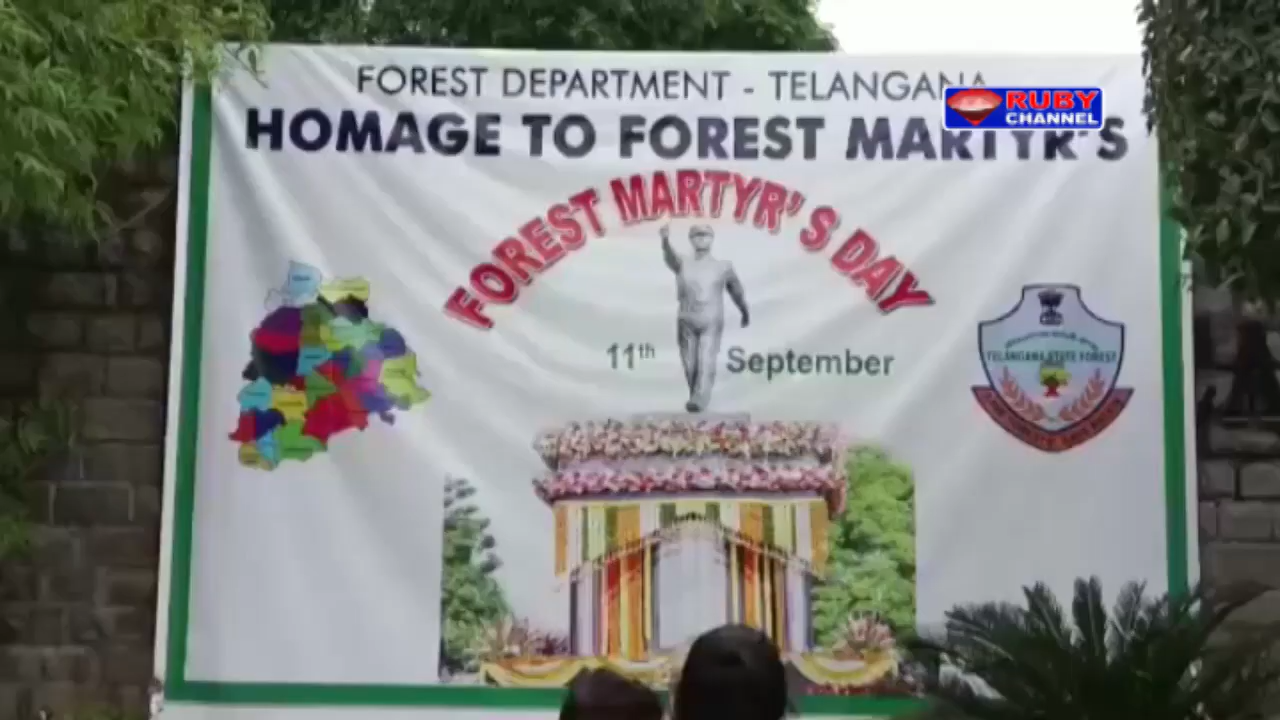 FOREST DEPARTMENT - TELANGANA
RUBY
CHANNEL
HOMAGE TO FOREST MARTYR'S
FOREST MARTYR'S DAY
11th September
TELANGANA STATE FOREST